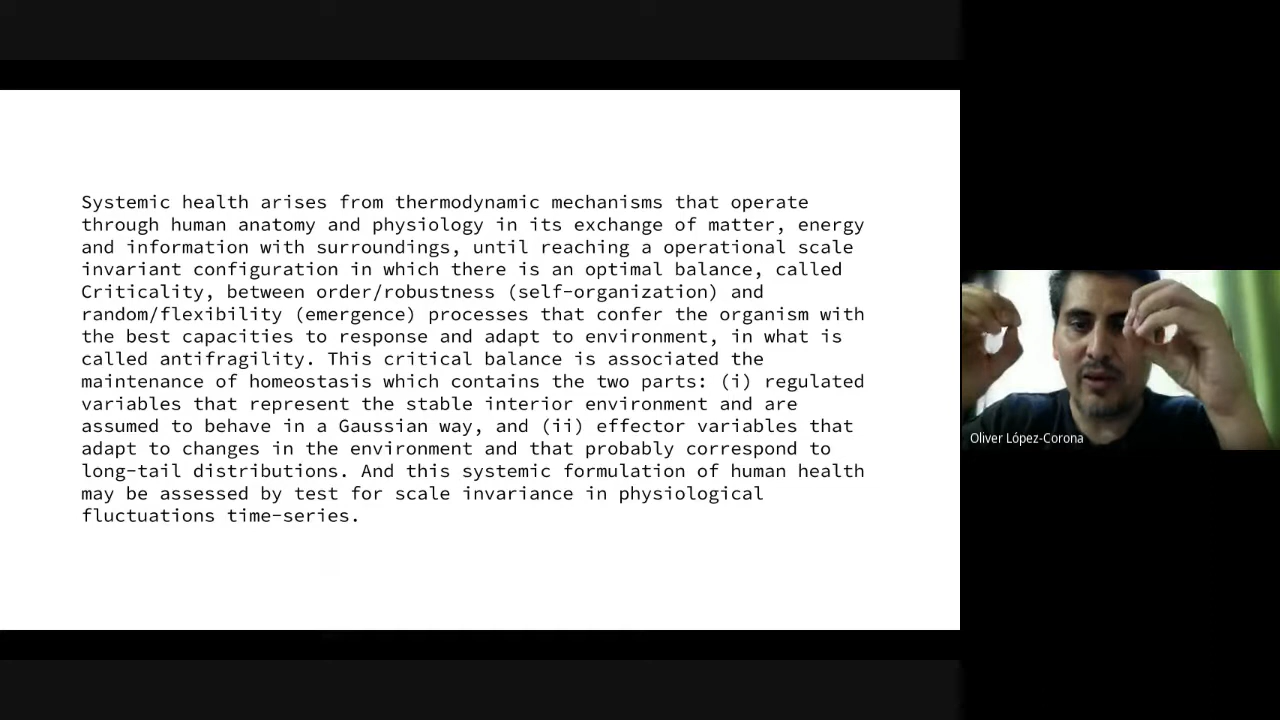 Systemic health arises from thermodynamic mechanisms that operate
through human anatomy and physiology in its exchange of matter, energy
and information with surroundings, until reaching a operational scale
invariant configuration in which there is an optimal balance, called
Criticality, between order/robustness (self-organization) and
random/flexibility (emergence) processes that confer the organism with
the best capacities to response and adapt to environment, in what is
called antifragility. This critical balance is associated the
maintenance of homeostasis which contains the two parts: (i) regulated
variables that represent the stable interior environment and are
assumed to behave in a Gaussian way, and (ii) effector variables that
adapt to changes in the environment and that probably correspond to
long-tail distributions. And this systemic formulation of human health
may be assessed by test for scale invariance in physiological
fluctuations time-series.
Oliver López-Corona